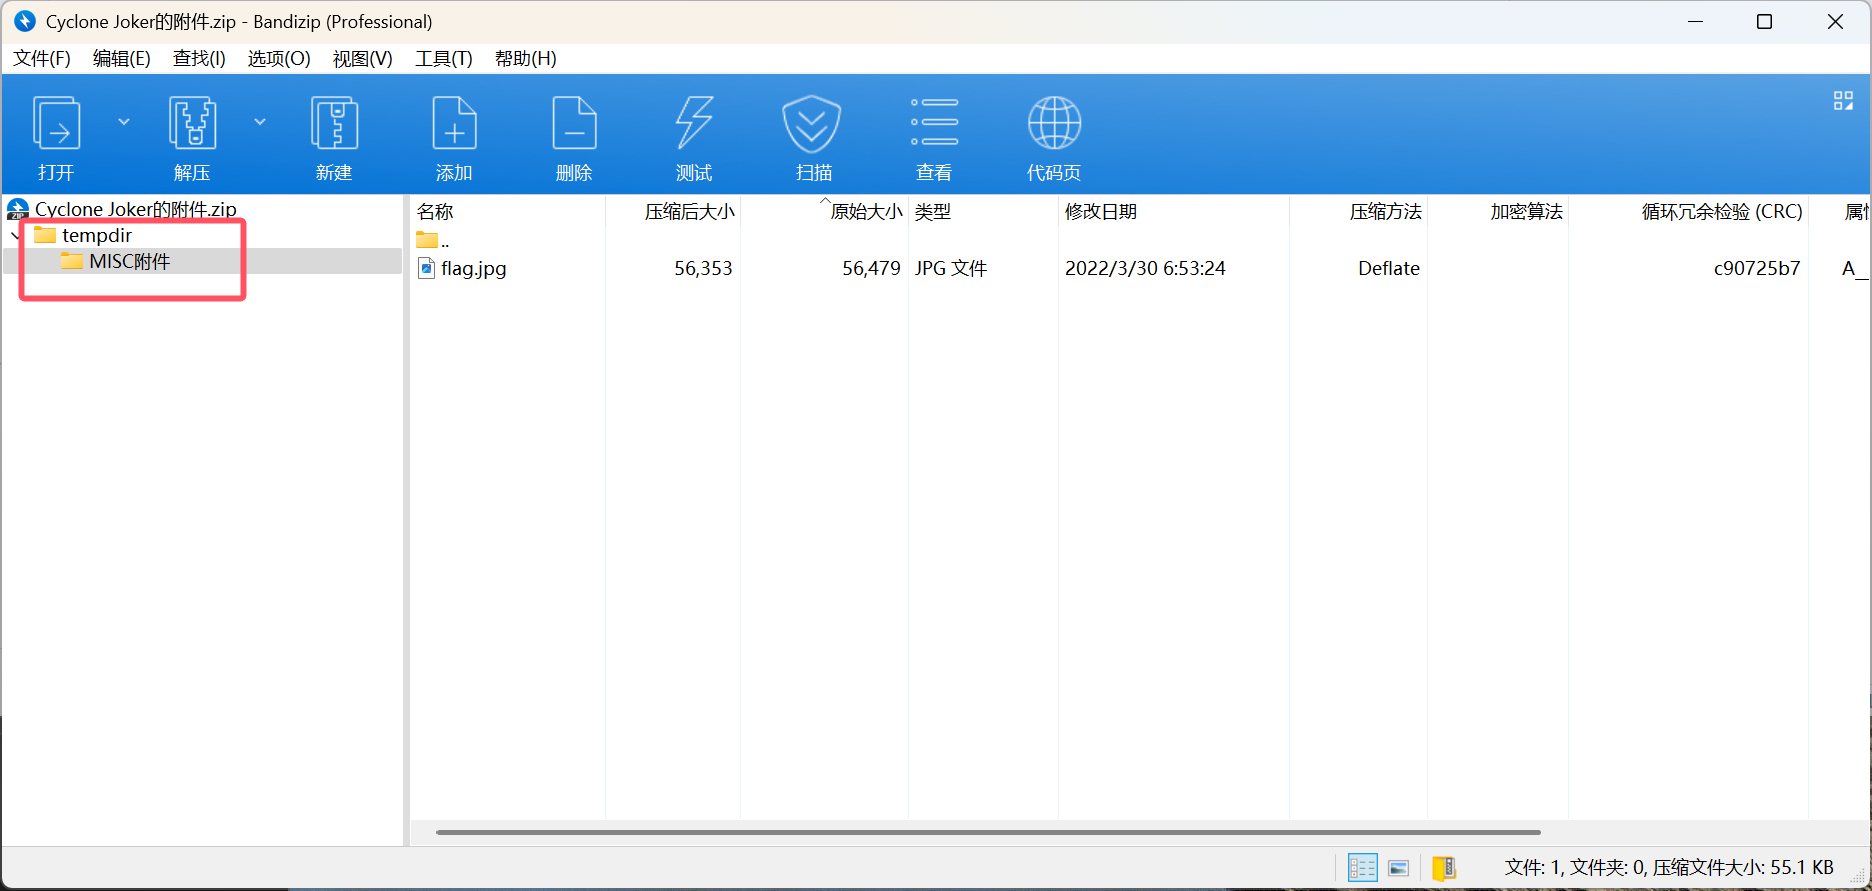 Cyclone Joker的附件.zip - Bandizip (Professional)
文件(F) 编辑(E) 查找(I) 选项(O) 视图(V) 工具(T) 帮助(H)
打开 解压 新建 添加 删除 测试 扫描 查看 代码页
Cyclone Joker的附件.zip
tempdir
MISC附件
名称 压缩后大小 原始大小 类型 修改日期 压缩方法 加密算法 循环冗余检验 (CRC) 属
..
flag.jpg 56,353 56,479 JPG 文件 2022/3/30 6:53:24 Deflate c90725b7 A__
文件: 1, 文件夹: 0, 压缩文件大小: 55.1 KB